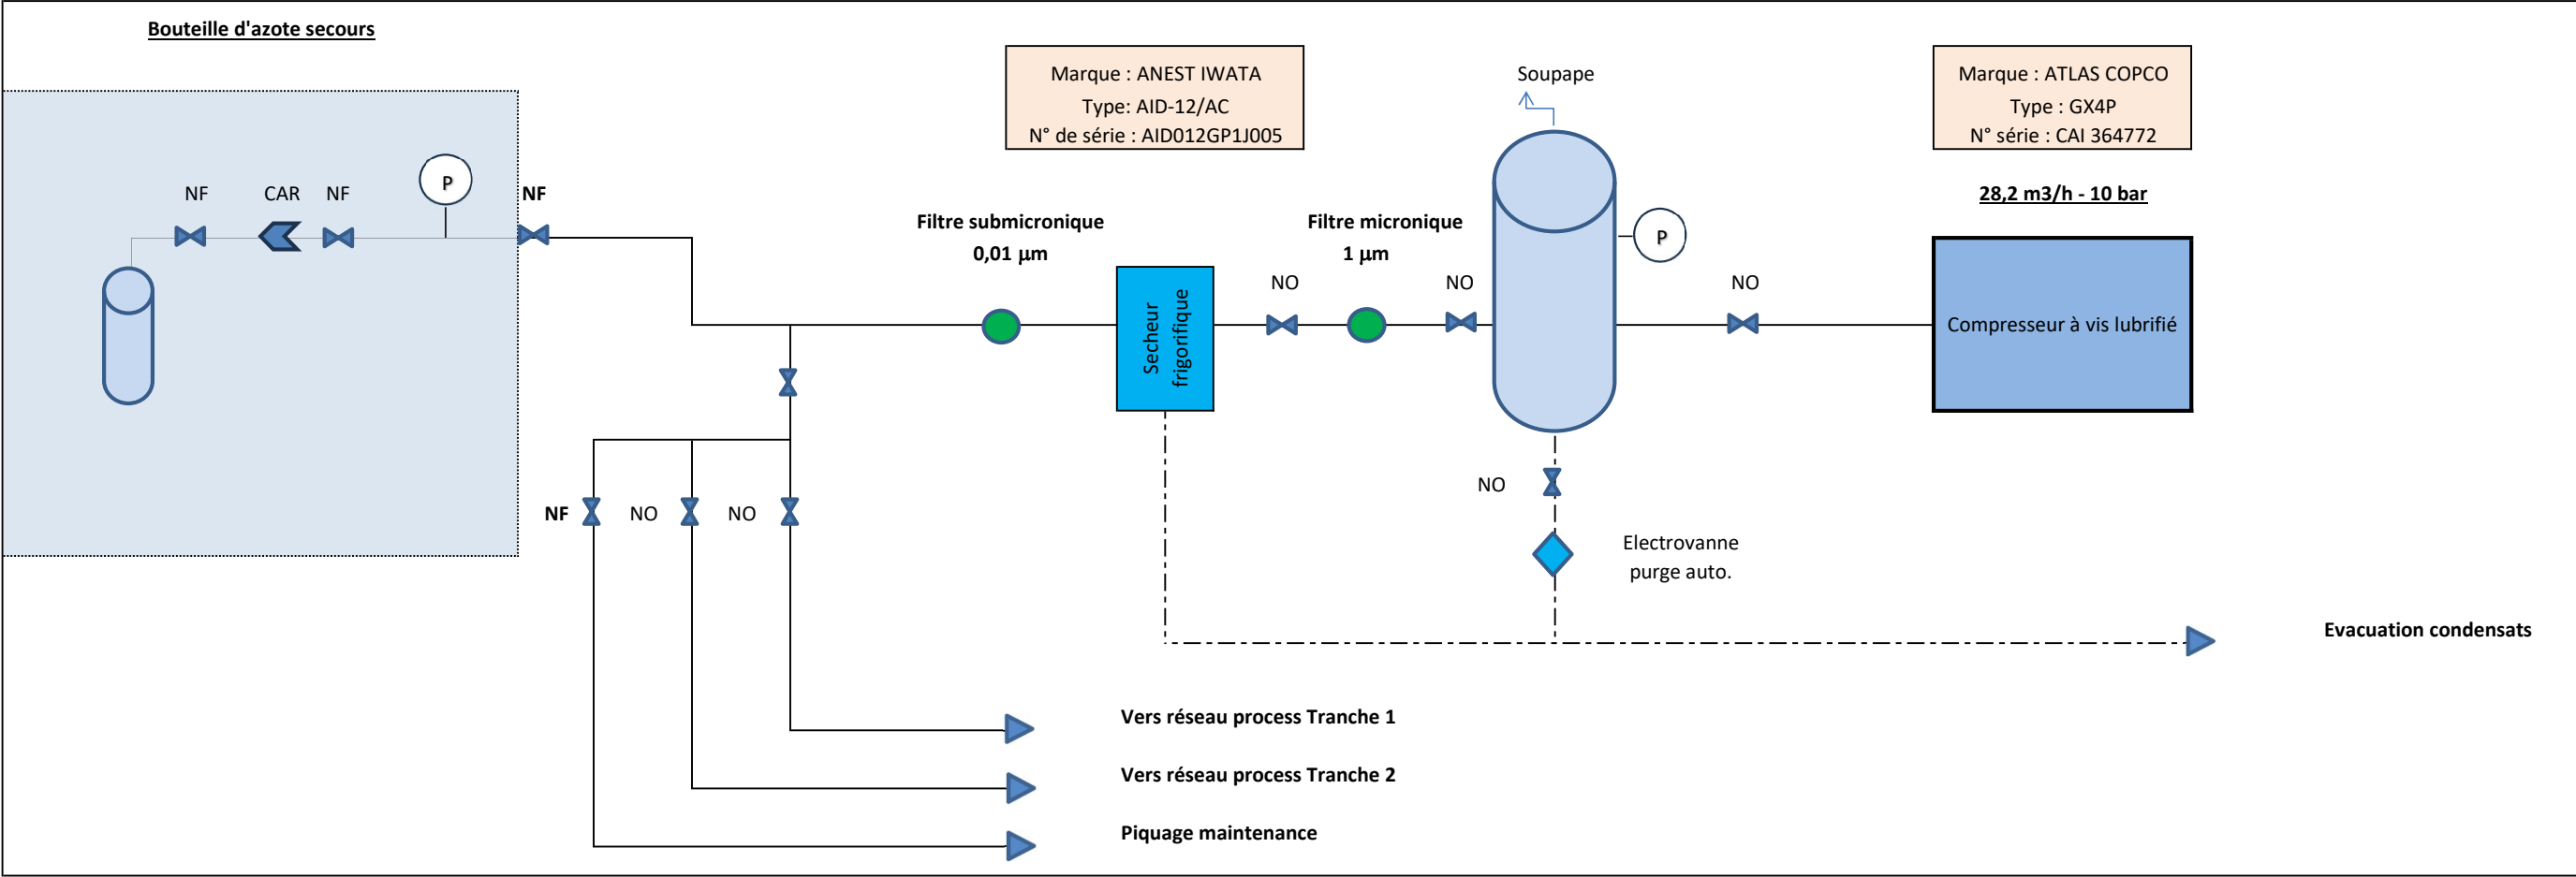 Bouteille d'azote secours
Marque : ANEST IWATA
Type: AID-12/AC
N° de série : AID012GP1J005
Soupape
Marque : ATLAS COPCO
Type : GX4P
N° série : CAI 364772
NF
CAR
NF
P
NF
28,2 m3/h - 10 bar
Filtre submicronique
0,01 µm
Filtre micronique
1 µm
P
NO
NO
NO
Secheur
frigorifique
Compresseur à vis lubrifié
NO
NF
NO
NO
Electrovanne
purge auto.
Evacuation condensats
Vers réseau process Tranche 1
Vers réseau process Tranche 2
Piquage maintenance